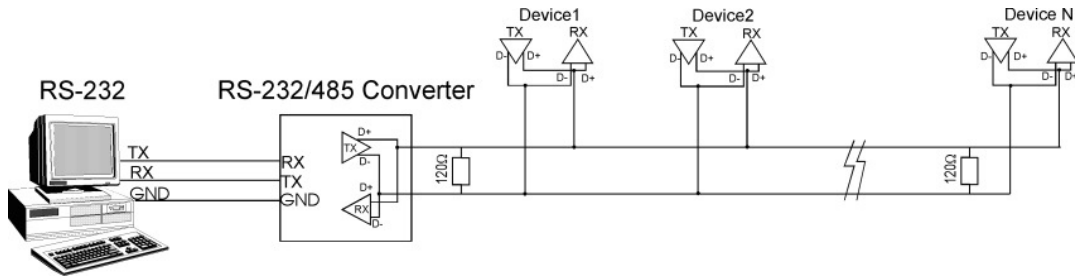 Device1
Device2
Device N
TX
RX
TX
RX
TX
RX
D-
D+
D-
D+
D-
D+
D-
D+
D-
D+
D-
D+
RS-232
RS-232/485 Converter
TX
RX
RX
TX
GND
GND
D+
TX
D-
D+
RX
D-
120Ω
120Ω